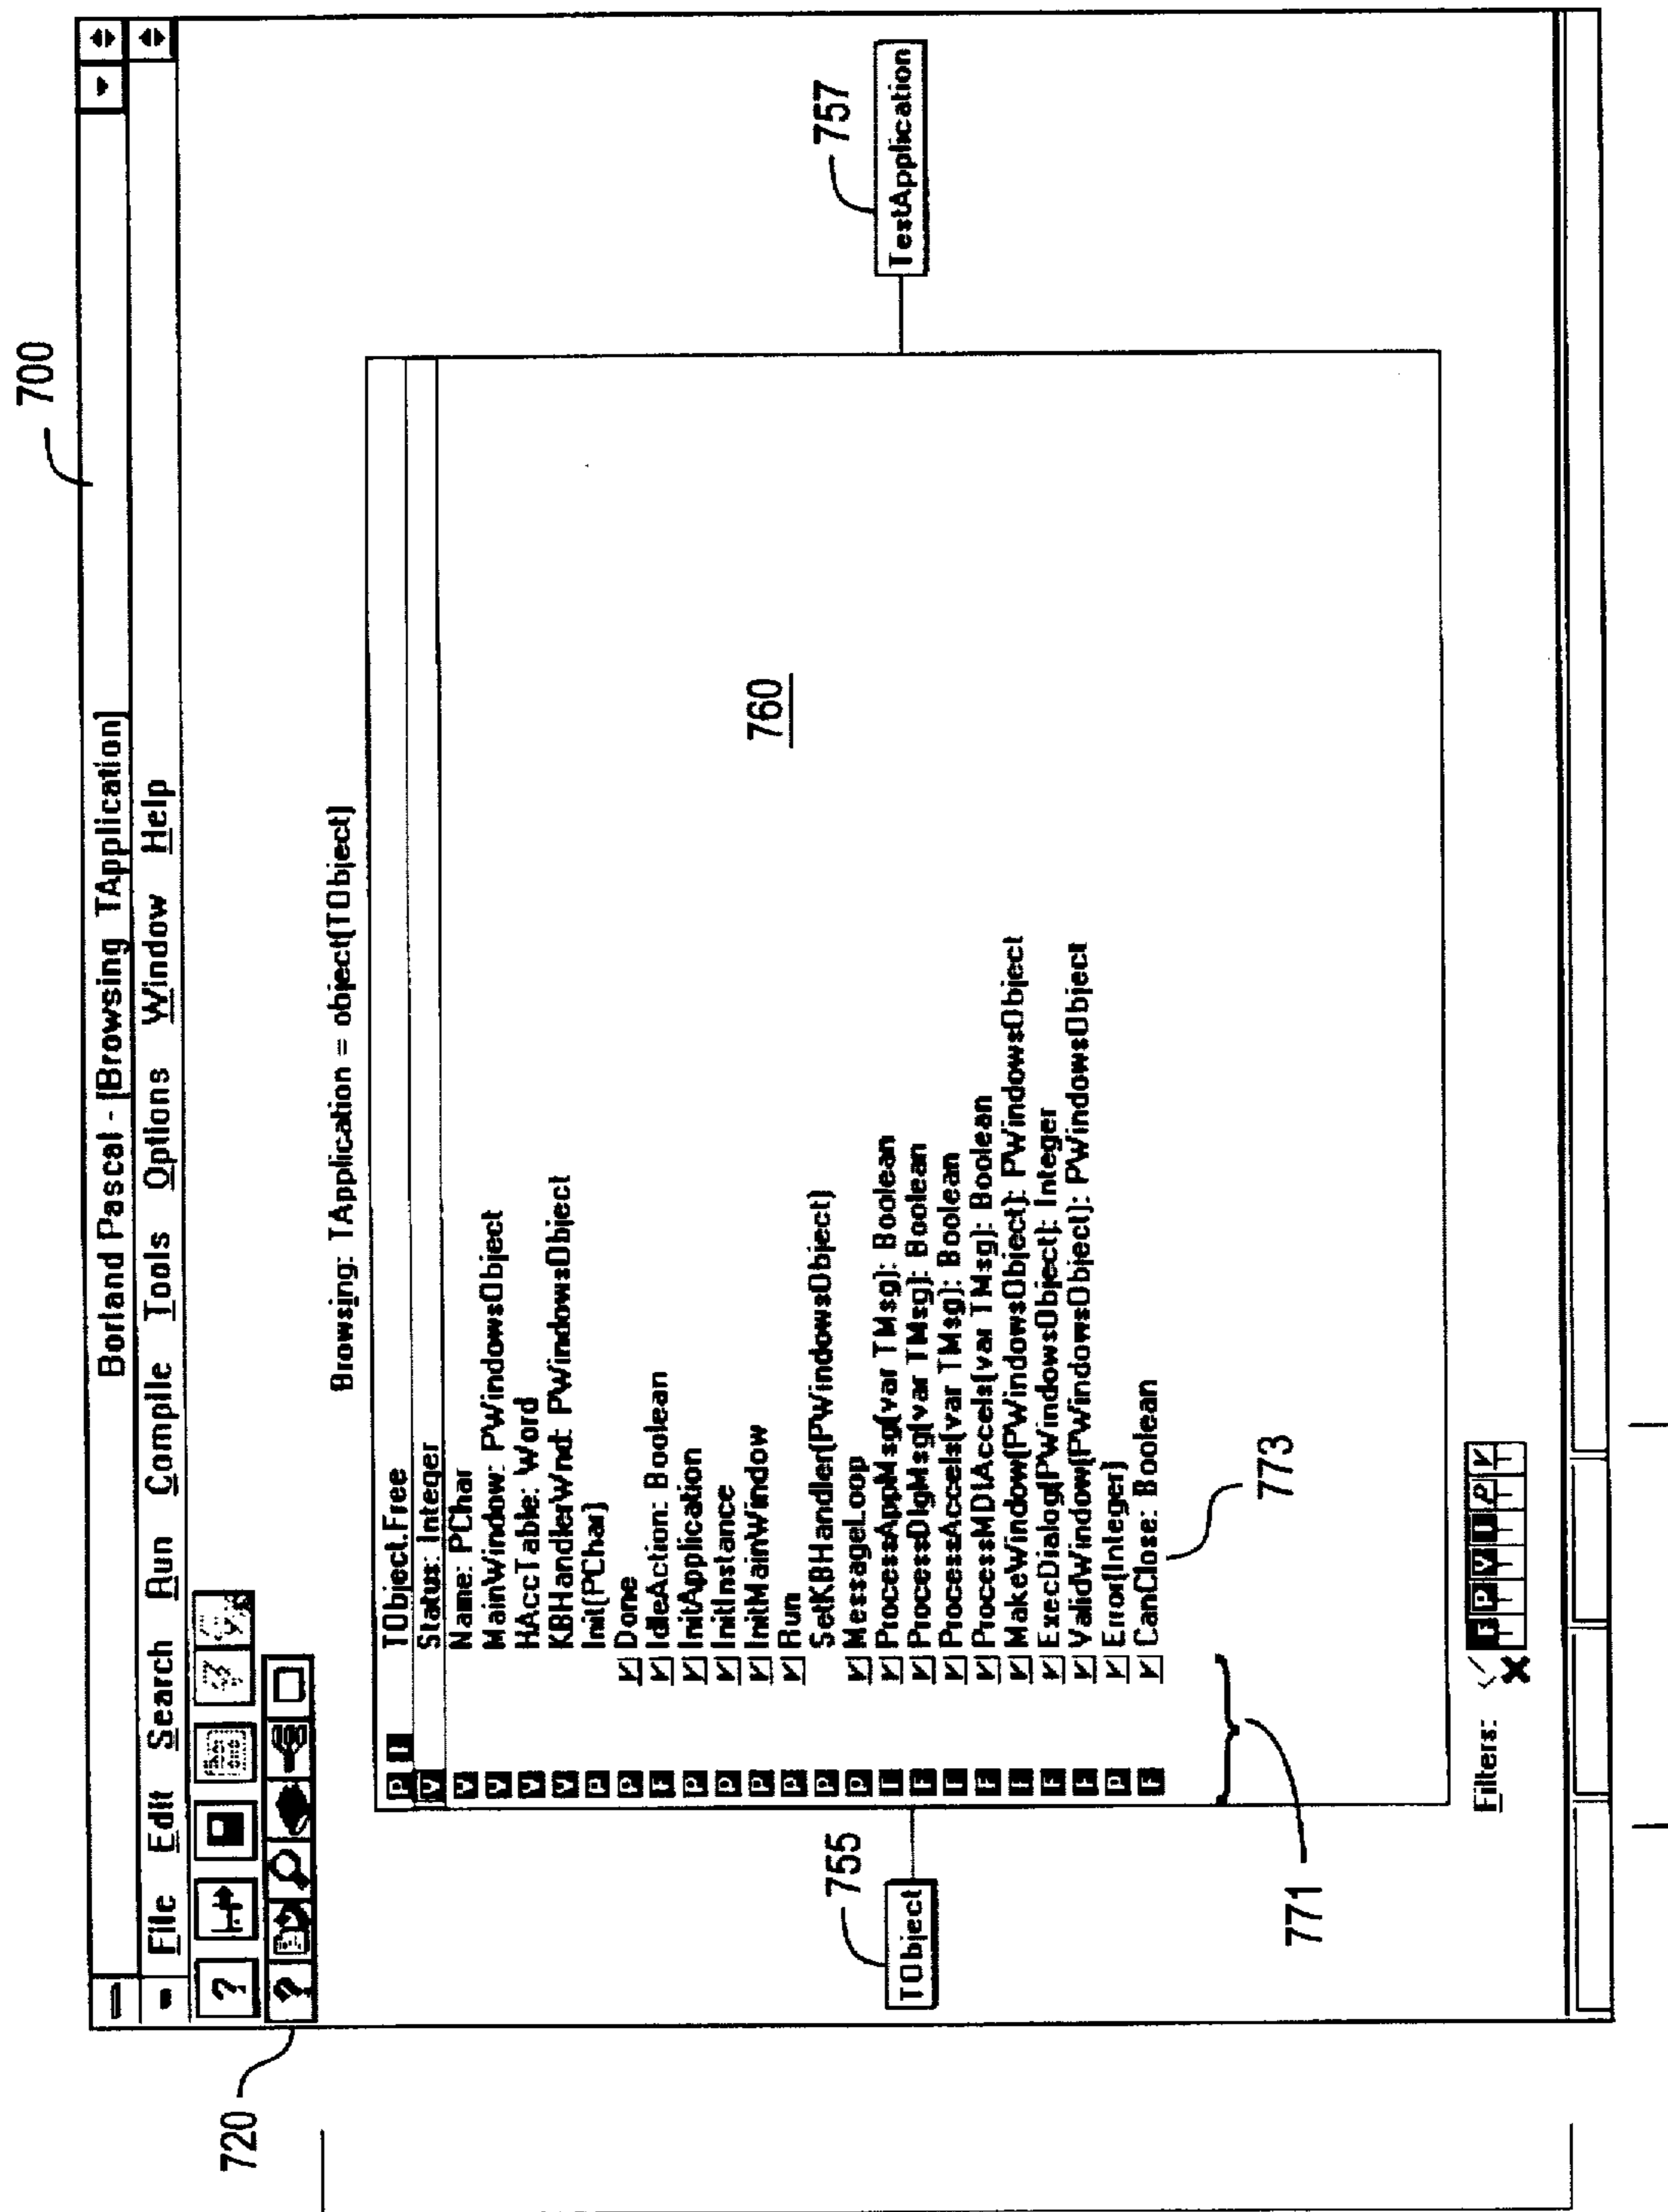 700
Borland Pascal - [Browsing TApplication]
File Edit Search Run Compile Tools Options Window Help
? 
720
?
Browsing: TApplication = object(TObject)
P I TObject.Free
V Status: Integer
V Name: PChar
V MainWindow: PWindowsObject
V HAccTable: Word
V KBHandlerWnd: PWindowsObject
P Init(PChar)
P V Done
F V IdleAction: Boolean
P V InitApplication
P V InitInstance
P V InitMainWindow
P V Run
P SetKBHandler(PWindowsObject)
P V MessageLoop
F V ProcessAppMsg(var TMsg): Boolean
F V ProcessDlgMsg(var TMsg): Boolean
F V ProcessAccels(var TMsg): Boolean
F V ProcessMDIAccels(var TMsg): Boolean
F V MakeWindow(PWindowsObject): PWindowsObject
F V ExecDialog(PWindowsObject): Integer
F V ValidWindow(PWindowsObject): PWindowsObject
P V Error(Integer)
F V CanClose: Boolean
760
755
TObject
757
TestApplication
771
773
Filters: F P V I P V